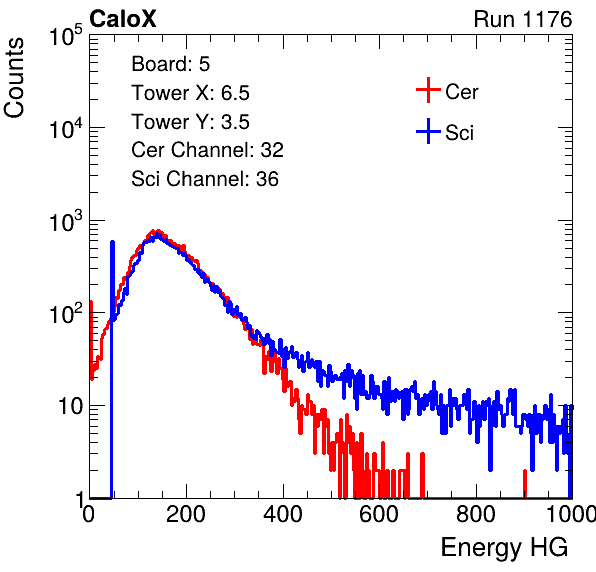 CaloX Run 1176
Counts
10^5
10^4
10^3
10^2
10
1
Board: 5
Tower X: 6.5
Tower Y: 3.5
Cer Channel: 32
Sci Channel: 36
Cer
Sci
0 200 400 600 800 1000
Energy HG